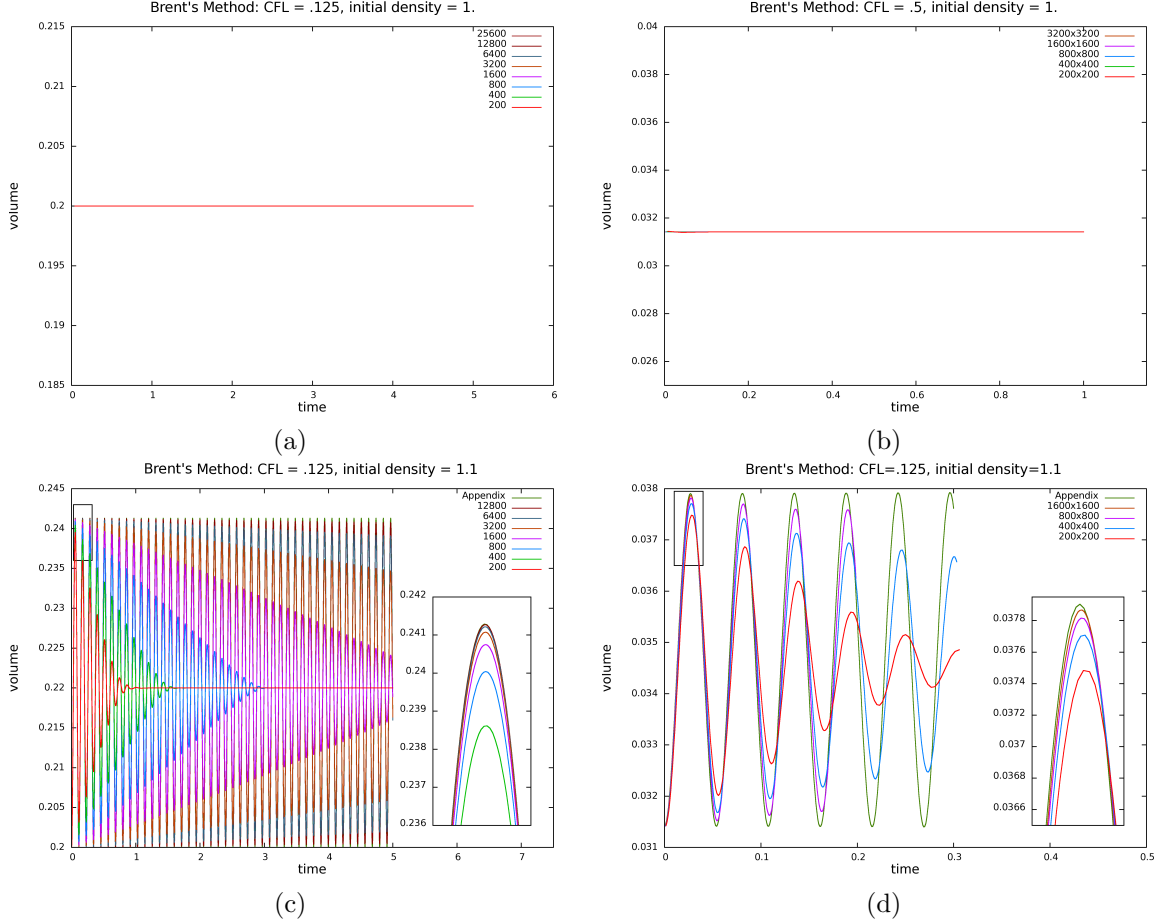 Brent's Method: CFL = .125, initial density = 1.
0.215
0.21
0.205
0.2
0.195
0.19
0.185
volume
25600
12800
6400
3200
1600
800
400
200
0 1 2 3 4 5 6
time
(a)
Brent's Method: CFL = .5, initial density = 1.
0.04
0.038
0.036
0.034
0.032
0.03
0.028
0.026
volume
3200x3200
1600x1600
800x800
400x400
200x200
0 0.2 0.4 0.6 0.8 1
time
(b)
Brent's Method: CFL = .125, initial density = 1.1
0.245
0.24
0.235
0.23
0.225
0.22
0.215
0.21
0.205
0.2
volume
Appendix
12800
6400
3200
1600
800
400
200
0.242
0.241
0.24
0.239
0.238
0.237
0.236
0 1 2 3 4 5 6 7
time
(c)
Brent's Method: CFL=.125, initial density=1.1
0.038
0.037
0.036
0.035
0.034
0.033
0.032
0.031
volume
Appendix
1600x1600
800x800
400x400
200x200
0.0378
0.0376
0.0374
0.0372
0.037
0.0368
0.0366
0 0.1 0.2 0.3 0.4 0.5
time
(d)